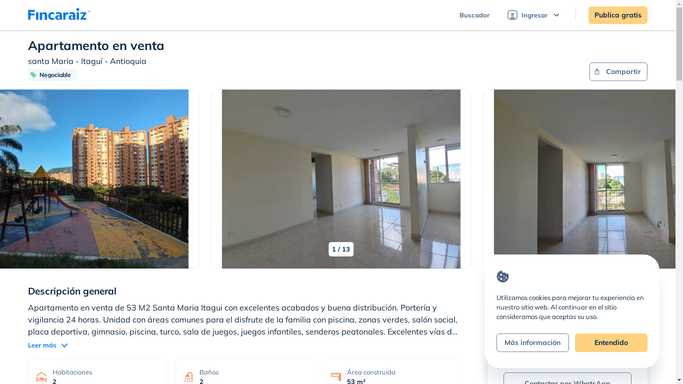 Fincaraiz
Buscador
Ingresar
Publica gratis
Apartamento en venta
santa Maria - Itaguí - Antioquia
Negociable
Compartir
1 / 13
Descripción general
Apartamento en venta de 53 M2 Santa Maria Itagui con excelentes acabados y buena distribución. Portería y
vigilancia 24 horas. Unidad con áreas comunes para el disfrute de la familia con piscina, zonas verdes, salón social,
placa deportiva, gimnasio, piscina, turco, sala de juegos, juegos infantiles, senderos peatonales. Excelentes vías d...
Leer más
Habitaciones
2
Baños
2
Área construida
53 m²
Utilizamos cookies para mejorar tu experiencia en
nuestro sitio web. Al continuar en el sitio
consideramos que aceptas su uso.
Más información
Entendido
Contactar por WhatsApp